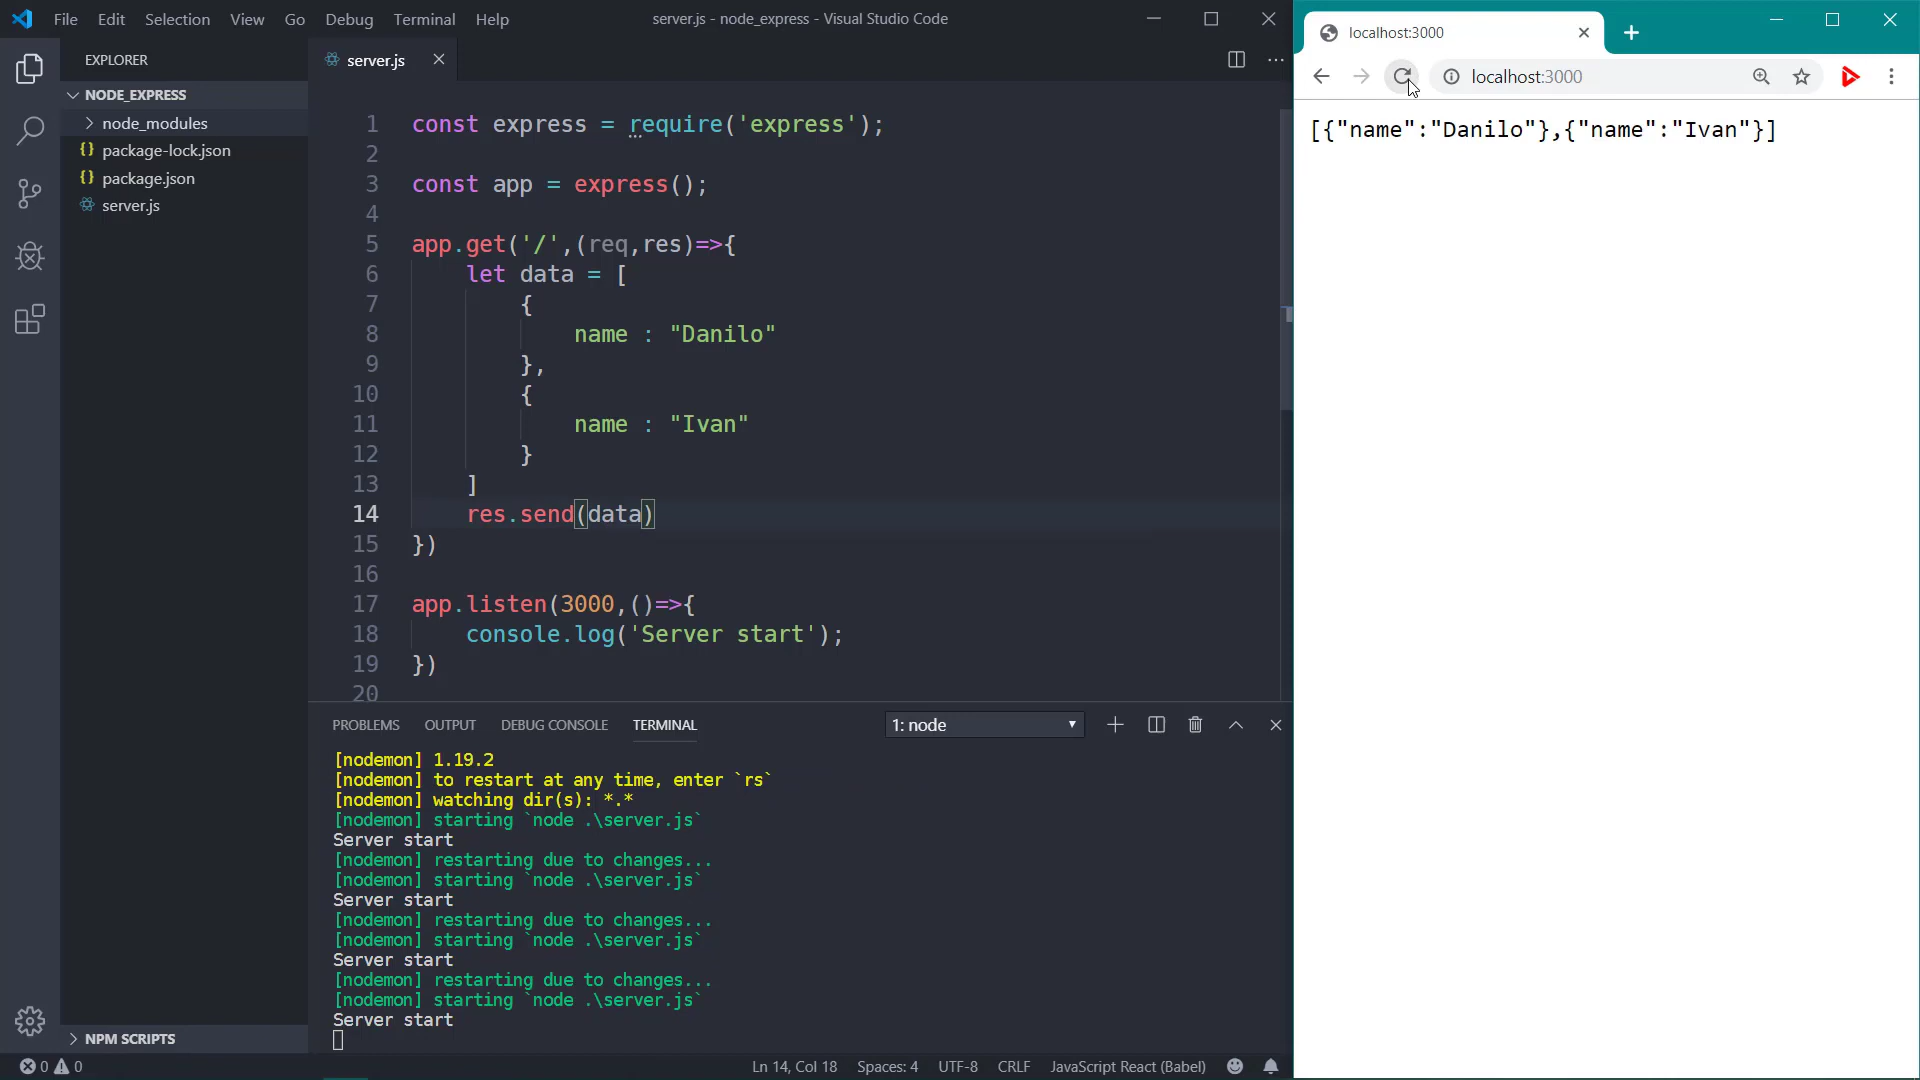 File Edit Selection View Go Debug Terminal Help
server.js - node_express - Visual Studio Code
EXPLORER
NODE_EXPRESS
node_modules
{} package-lock.json
{} package.json
server.js
NPM SCRIPTS
server.js
1 const express = require('express');
2
3 const app = express();
4
5 app.get('/',(req,res)=>{
6 let data = [
7 {
8 name : "Danilo"
9 },
10 {
11 name : "Ivan"
12 }
13 ]
14 res.send(data)
15 })
16
17 app.listen(3000,()=>{
18 console.log('Server start');
19 })
20
PROBLEMS OUTPUT DEBUG CONSOLE TERMINAL 1: node
[nodemon] 1.19.2
[nodemon] to restart at any time, enter `rs`
[nodemon] watching dir(s): *.*
[nodemon] starting `node .\server.js`
Server start
[nodemon] restarting due to changes...
[nodemon] starting `node .\server.js`
Server start
[nodemon] restarting due to changes...
[nodemon] starting `node .\server.js`
Server start
[nodemon] restarting due to changes...
[nodemon] starting `node .\server.js`
Server start
0 0 Ln 14, Col 18 Spaces: 4 UTF-8 CRLF JavaScript React (Babel)
localhost:3000
localhost:3000
[{"name":"Danilo"},{"name":"Ivan"}]